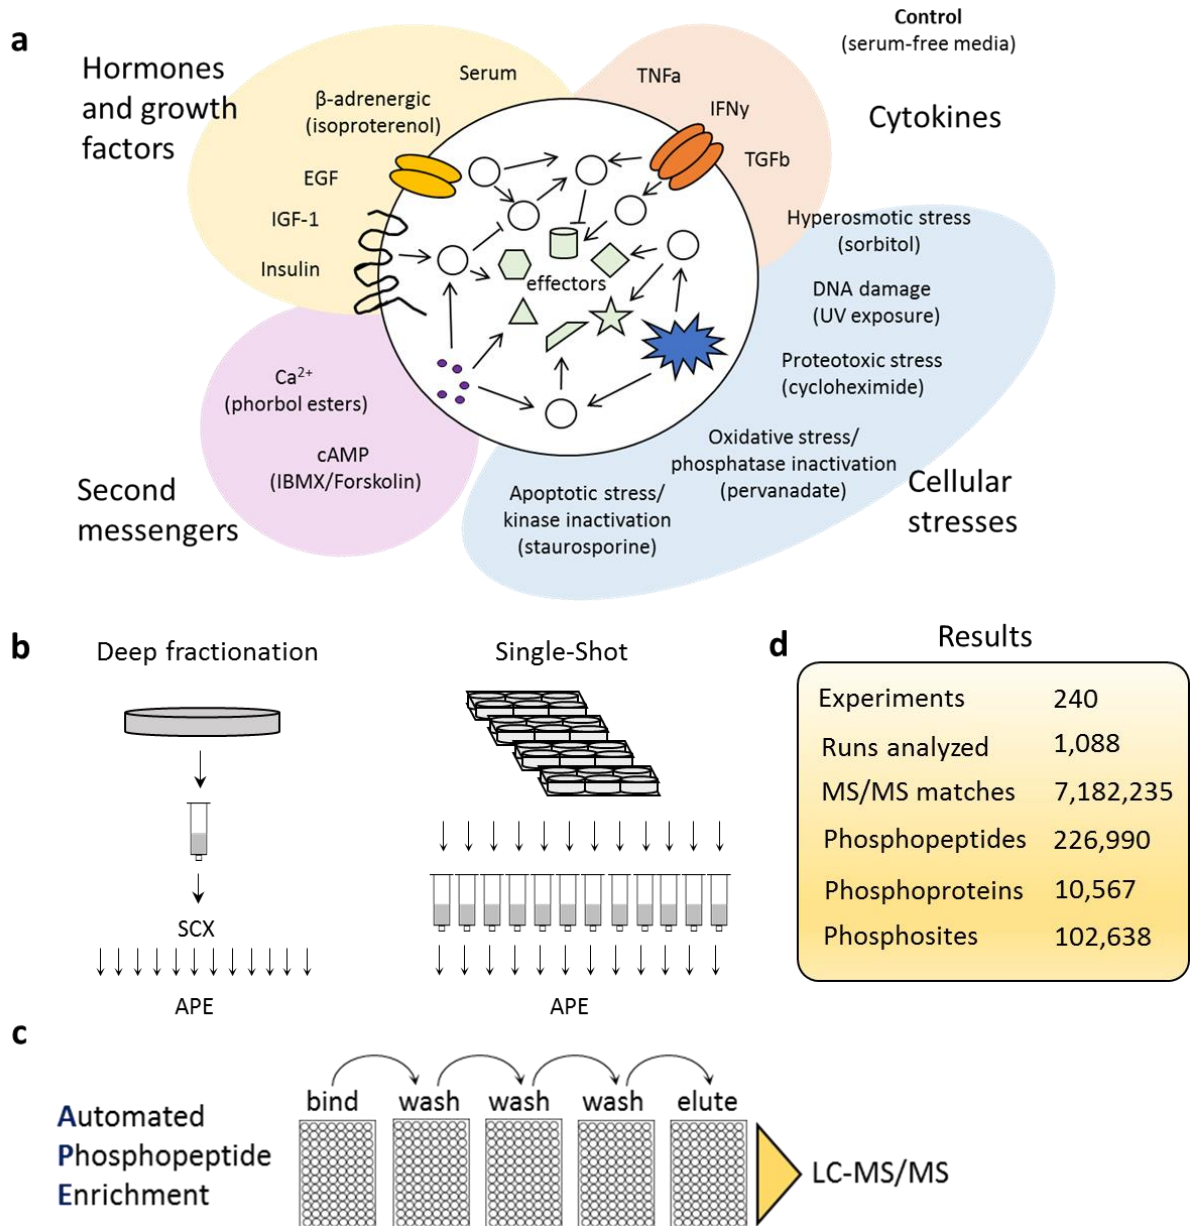 a
Hormones
and growth
factors
Serum
β-adrenergic
(isoproterenol)
EGF
IGF-1
Insulin
Control
(serum-free media)
TNFa
IFNy
TGFb
Cytokines
Hyperosmotic stress
(sorbitol)
DNA damage
(UV exposure)
Proteotoxic stress
(cycloheximide)
Oxidative stress/
phosphatase inactivation
(pervanadate)
Apoptotic stress/
kinase inactivation
(staurosporine)
Cellular
stresses
effectors
Ca²⁺
(phorbol esters)
cAMP
(IBMX/Forskolin)
Second
messengers
b
Deep fractionation
SCX
APE
Single-Shot
APE
d
Results
Experiments 240
Runs analyzed 1,088
MS/MS matches 7,182,235
Phosphopeptides 226,990
Phosphoproteins 10,567
Phosphosites 102,638
c
Automated
Phosphopeptide
Enrichment
bind wash wash wash elute
LC-MS/MS